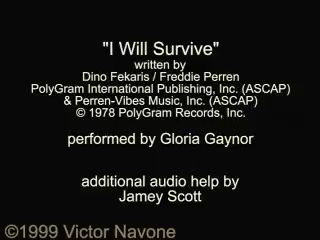 "I Will Survive"
written by
Dino Fekaris / Freddie Perren
PolyGram International Publishing, Inc. (ASCAP)
& Perren-Vibes Music, Inc. (ASCAP)
© 1978 PolyGram Records, Inc.
performed by Gloria Gaynor
additional audio help by
Jamey Scott
©1999 Victor Navone